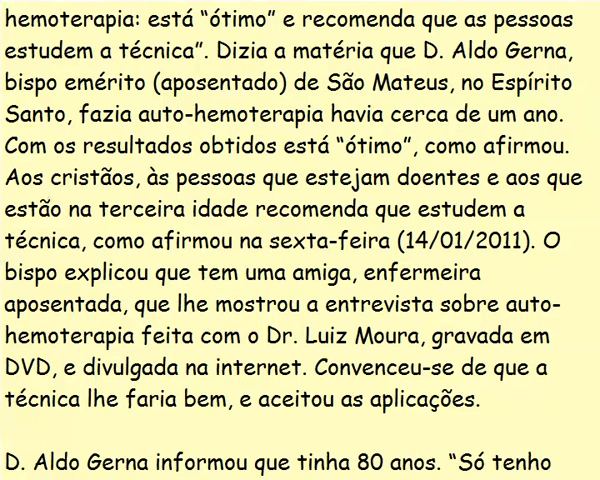 hemoterapia: está “ótimo” e recomenda que as pessoas
estudem a técnica”. Dizia a matéria que D. Aldo Gerna,
bispo emérito (aposentado) de São Mateus, no Espírito
Santo, fazia auto-hemoterapia havia cerca de um ano.
Com os resultados obtidos está “ótimo”, como afirmou.
Aos cristãos, às pessoas que estejam doentes e aos que
estão na terceira idade recomenda que estudem a
técnica, como afirmou na sexta-feira (14/01/2011). O
bispo explicou que tem uma amiga, enfermeira
aposentada, que lhe mostrou a entrevista sobre auto-
hemoterapia feita com o Dr. Luiz Moura, gravada em
DVD, e divulgada na internet. Convenceu-se de que a
técnica lhe faria bem, e aceitou as aplicações.
D. Aldo Gerna informou que tinha 80 anos. “Só tenho